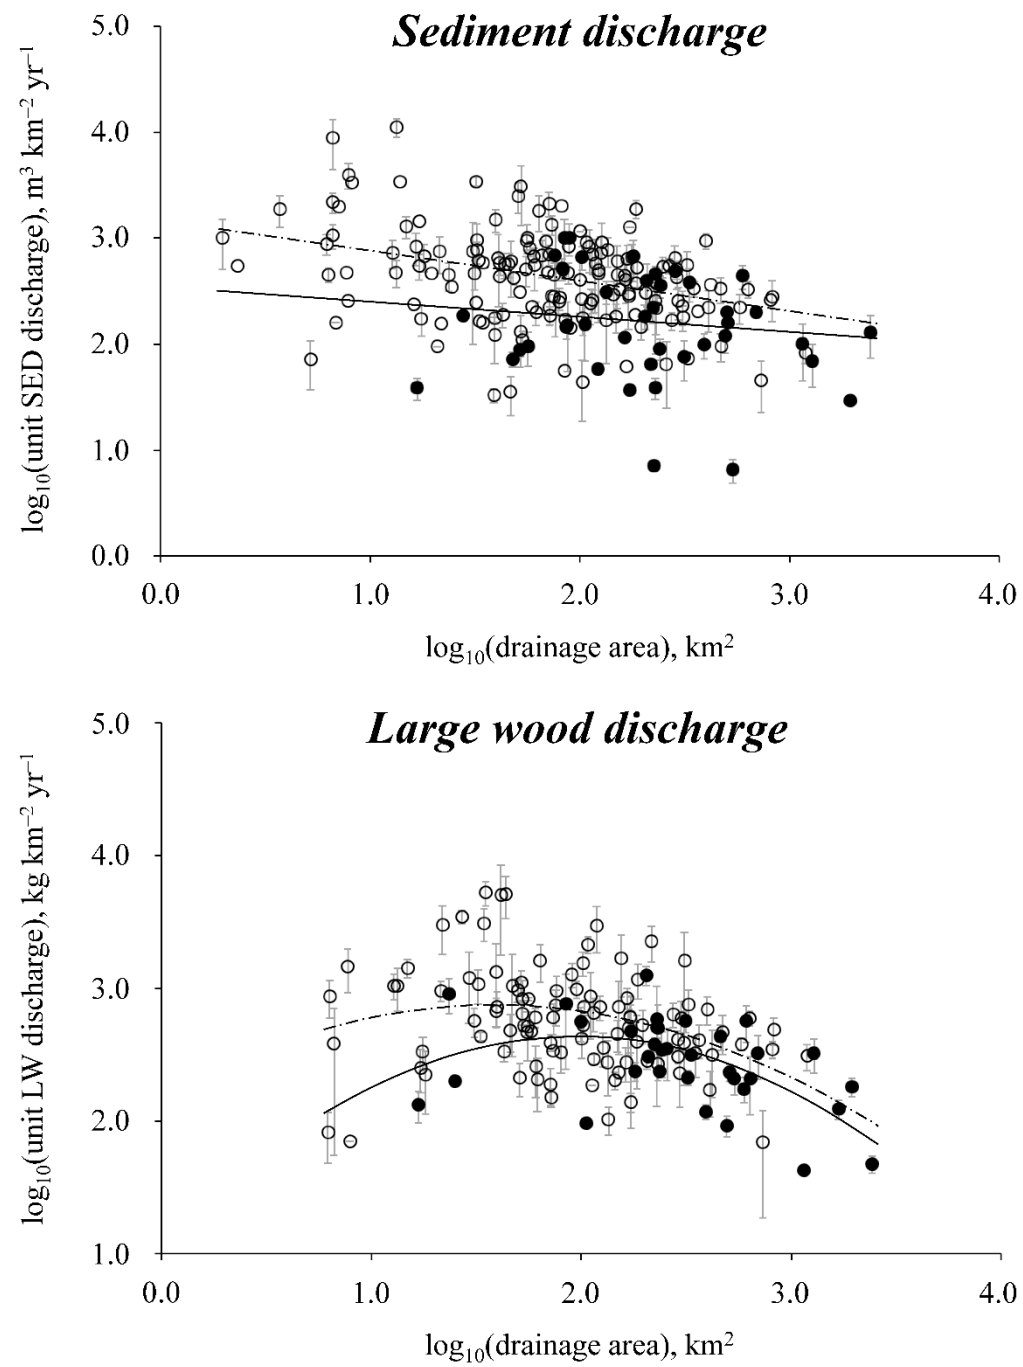 Sediment discharge
log₁₀(unit SED discharge), m³ km⁻² yr⁻¹
5.0
4.0
3.0
2.0
1.0
0.0
0.0 1.0 2.0 3.0 4.0
log₁₀(drainage area), km²
Large wood discharge
log₁₀(unit LW discharge), kg km⁻² yr⁻¹
5.0
4.0
3.0
2.0
1.0
0.0 1.0 2.0 3.0 4.0
log₁₀(drainage area), km²